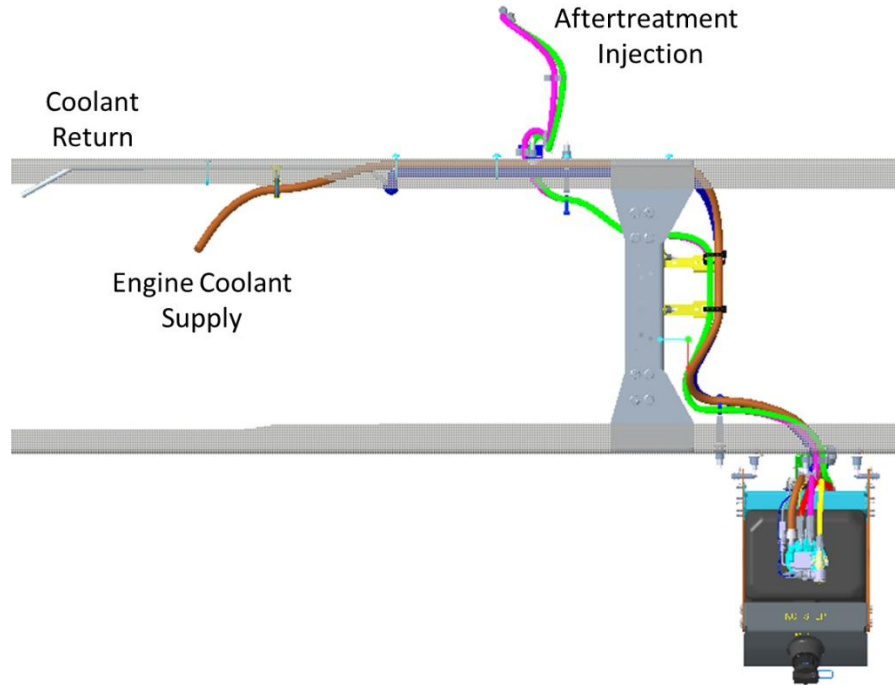 Aftertreatment
Injection
Coolant
Return
Engine Coolant
Supply